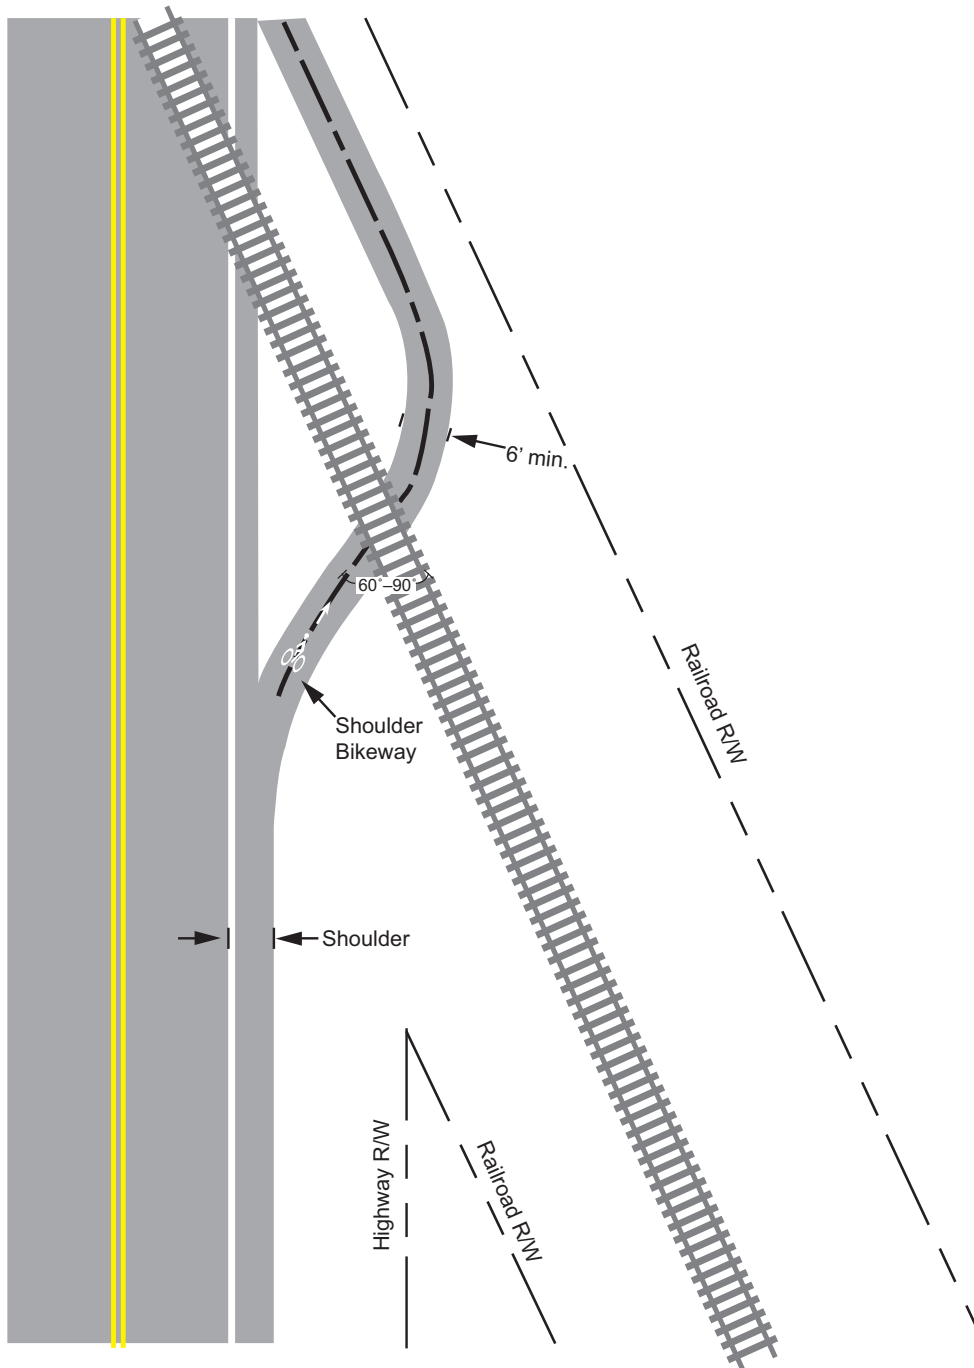 6’ min.
60˚–90˚
Railroad R/W
Shoulder
Bikeway
Shoulder
Highway R/W
Railroad R/W